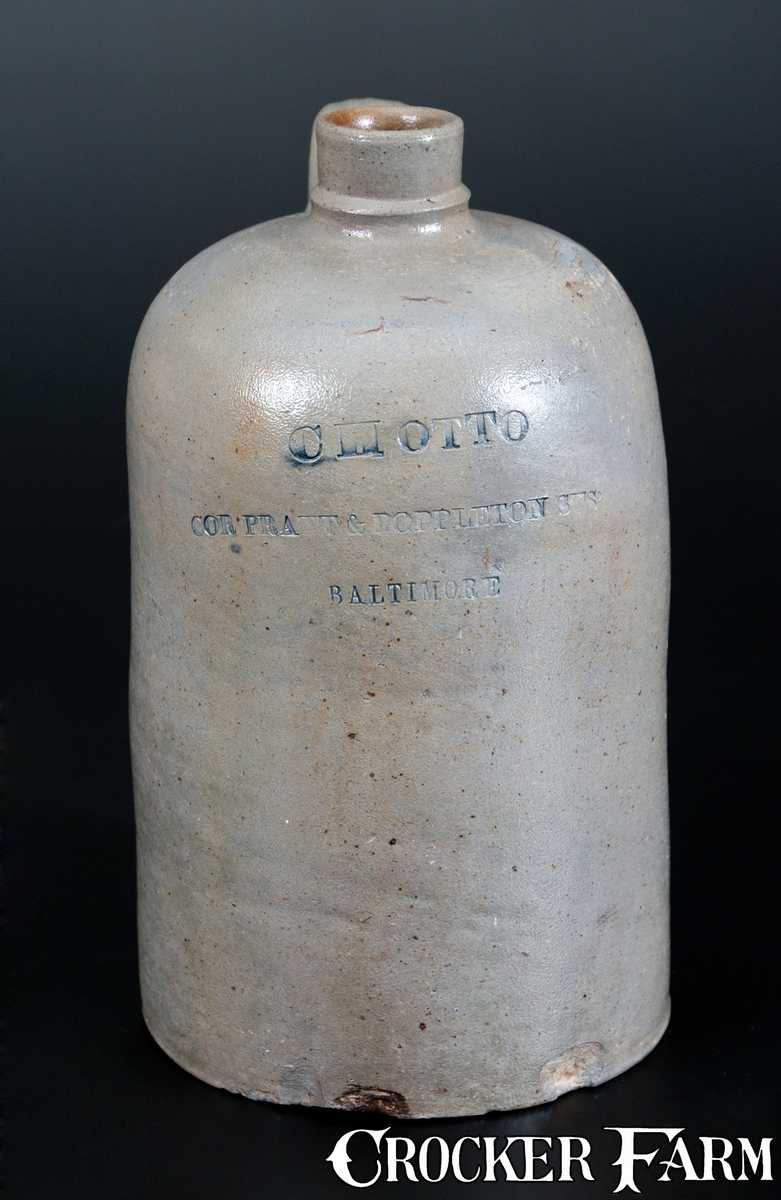 C M OTTO
COR PRATT & POPPLETON STS
BALTIMORE
CROCKER FARM